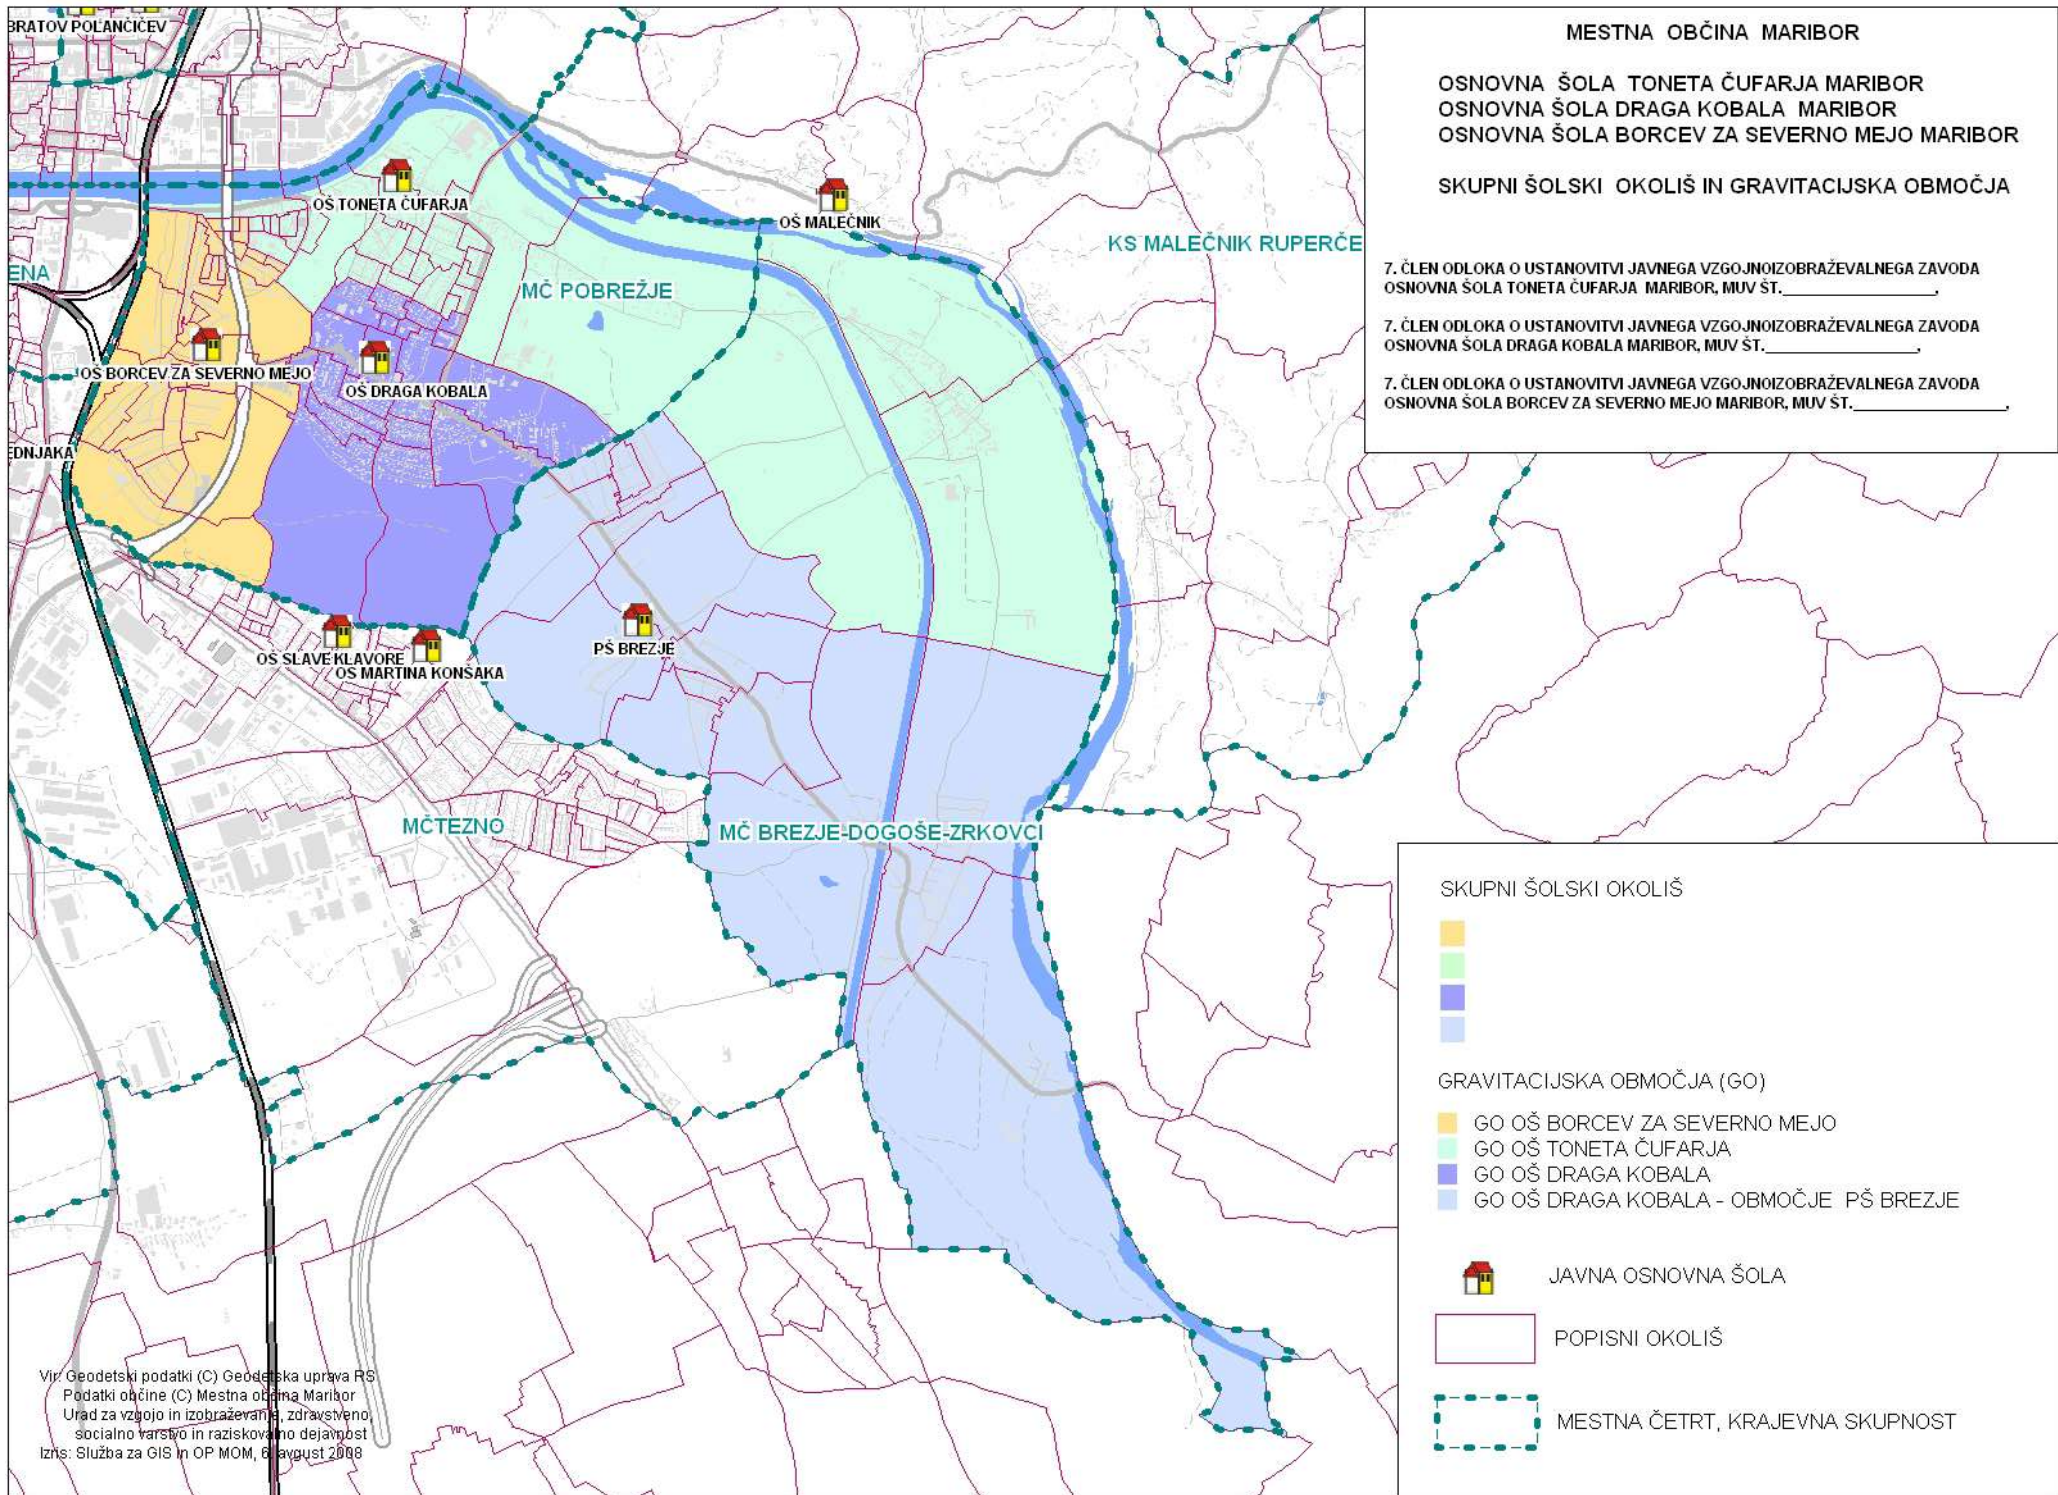 BRATOV POLANČIČEV
MESTNA OBČINA MARIBOR
OSNOVNA ŠOLA TONETA ČUFARJA MARIBOR
OSNOVNA ŠOLA DRAGA KOBALA MARIBOR
OSNOVNA ŠOLA BORCEV ZA SEVERNO MEJO MARIBOR
SKUPNI ŠOLSKI OKOLIŠ IN GRAVITACIJSKA OBMOČJA
7. ČLEN ODLOKA O USTANOVITVI JAVNEGA VZGOJNOIZOBRAŽEVALNEGA ZAVODA
OSNOVNA ŠOLA TONETA ČUFARJA MARIBOR, MUV ŠT.__________________,
7. ČLEN ODLOKA O USTANOVITVI JAVNEGA VZGOJNOIZOBRAŽEVALNEGA ZAVODA
OSNOVNA ŠOLA DRAGA KOBALA MARIBOR, MUV ŠT.__________________,
7. ČLEN ODLOKA O USTANOVITVI JAVNEGA VZGOJNOIZOBRAŽEVALNEGA ZAVODA
OSNOVNA ŠOLA BORCEV ZA SEVERNO MEJO MARIBOR, MUV ŠT.__________________,
OŠ TONETA ČUFARJA
OŠ MALEČNIK
KS MALEČNIK RUPERČE
ENA
MČ POBREŽJE
OŠ BORCEV ZA SEVERNO MEJO
OŠ DRAGA KOBALA
EDNJAKA
OŠ SLAVE KLAVORE
OŠ MARTINA KONŠAKA
PŠ BREZJE
MČTEZNO
MČ BREZJE-DOGOŠE-ZRKOVCI
SKUPNI ŠOLSKI OKOLIŠ
GRAVITACIJSKA OBMOČJA (GO)
GO OŠ BORCEV ZA SEVERNO MEJO
GO OŠ TONETA ČUFARJA
GO OŠ DRAGA KOBALA
GO OŠ DRAGA KOBALA - OBMOČJE PŠ BREZJE
JAVNA OSNOVNA ŠOLA
POPISNI OKOLIŠ
MESTNA ČETRT, KRAJEVNA SKUPNOST
Vir: Geodetski podatki (C) Geodetska uprava RS
Podatki občine (C) Mestna občina Maribor
Urad za vzgojo in izobraževanje, zdravstveno,
socialno varstvo in raziskovalno dejavnost
Izris: Služba za GIS in OP MOM, 6. avgust 2008